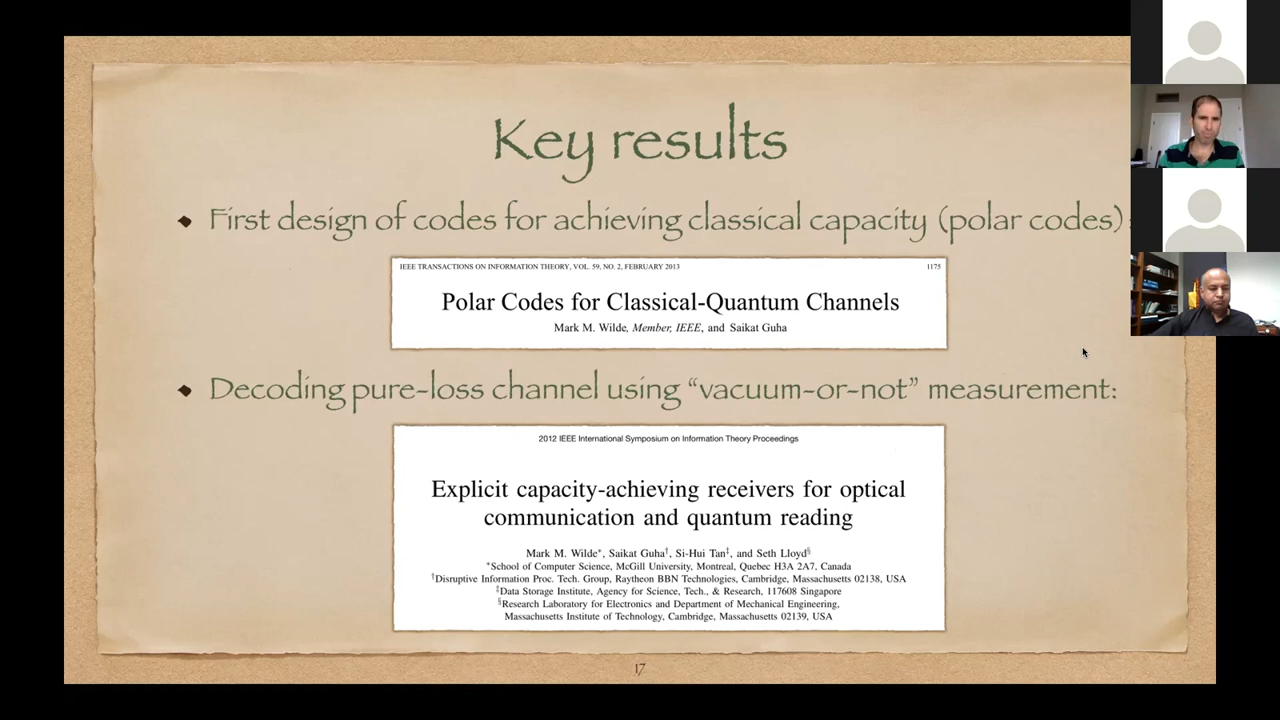 Key results
First design of codes for achieving classical capacity (polar codes):
IEEE TRANSACTIONS ON INFORMATION THEORY, VOL. 59, NO. 2, FEBRUARY 2013 1175
Polar Codes for Classical-Quantum Channels
Mark M. Wilde, Member, IEEE, and Saikat Guha
Decoding pure-loss channel using “vacuum-or-not” measurement:
2012 IEEE International Symposium on Information Theory Proceedings
Explicit capacity-achieving receivers for optical
communication and quantum reading
Mark M. Wilde*, Saikat Guha†, Si-Hui Tan‡, and Seth Lloyd§
*School of Computer Science, McGill University, Montreal, Quebec H3A 2A7, Canada
†Disruptive Information Proc. Tech. Group, Raytheon BBN Technologies, Cambridge, Massachusetts 02138, USA
‡Data Storage Institute, Agency for Science, Tech., & Research, 117608 Singapore
§Research Laboratory for Electronics and Department of Mechanical Engineering,
Massachusetts Institute of Technology, Cambridge, Massachusetts 02139, USA
17